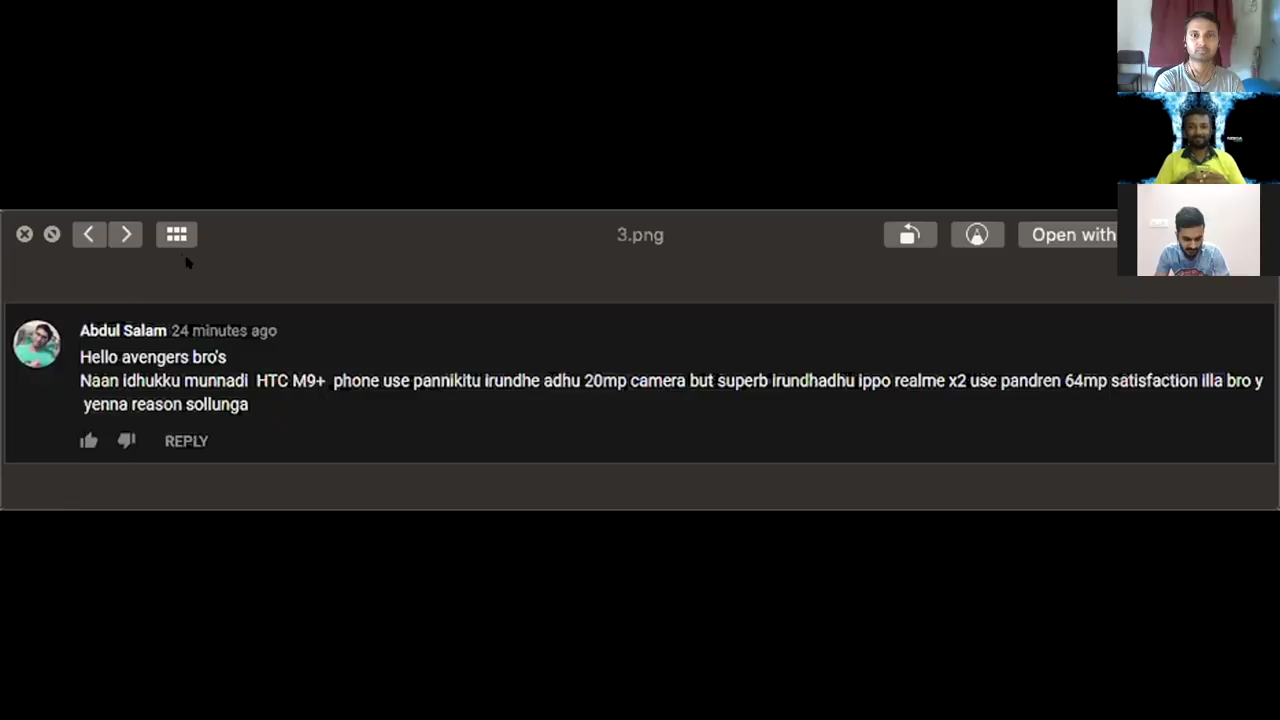 3.png
Open with
Abdul Salam 24 minutes ago
Hello avengers bro's
Naan idhukku munnadi HTC M9+ phone use pannikitu irundhe adhu 20mp camera but superb irundhadhu ippo realme x2 use pandren 64mp satisfaction illa bro y
yenna reason sollunga
REPLY